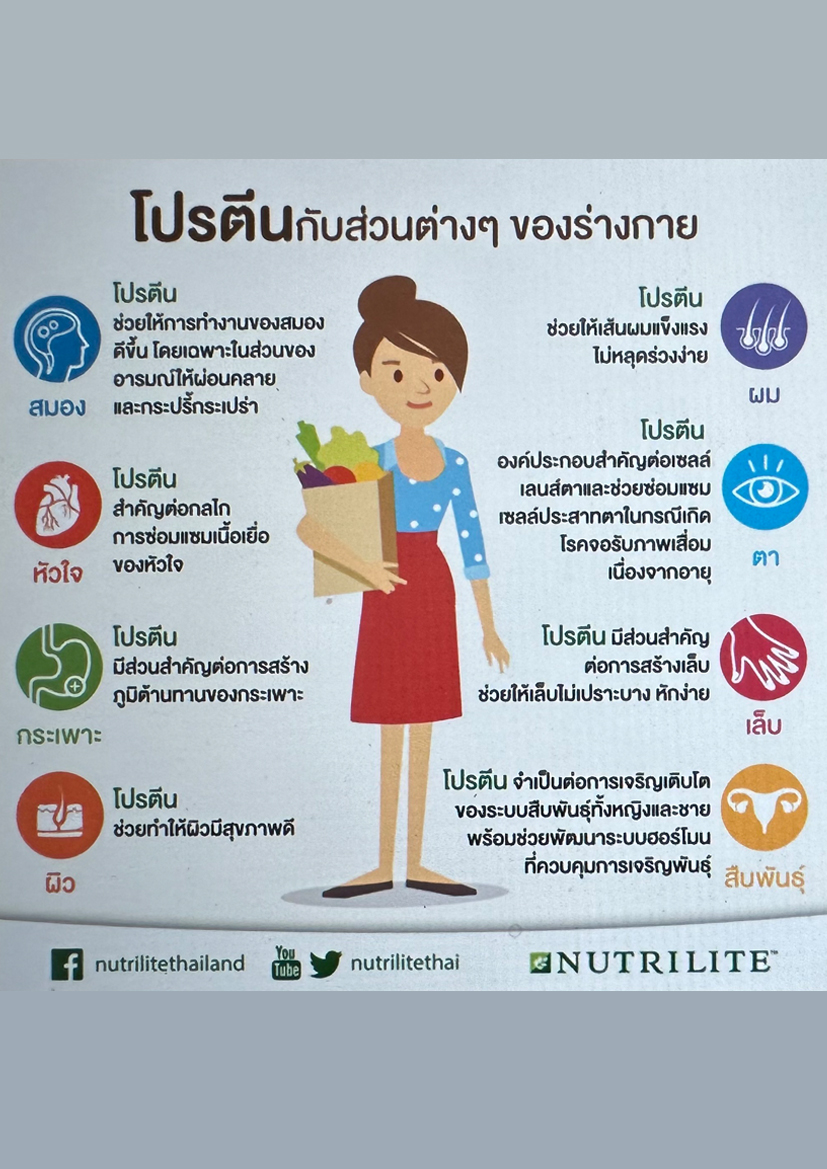 โปรตีนกับส่วนต่างๆ ของร่างกาย
โปรตีน
ช่วยให้การทำงานของสมอง
ดีขึ้น โดยเฉพาะในส่วนของ
อารมณ์ให้ผ่อนคลาย
และกระปรี้กระเปร่า
สมอง
โปรตีน
สำคัญต่อกลไก
การซ่อมแซมเนื้อเยื่อ
ของหัวใจ
หัวใจ
โปรตีน
มีส่วนสำคัญต่อการสร้าง
ภูมิต้านทานของกระเพาะ
กระเพาะ
โปรตีน
ช่วยทำให้ผิวมีสุขภาพดี
ผิว
โปรตีน
ช่วยให้เส้นผมแข็งแรง
ไม่หลุดร่วงง่าย
ผม
โปรตีน
องค์ประกอบสำคัญต่อเซลล์
เลนส์ตาและช่วยซ่อมแซม
เซลล์ประสาทตาในกรณีเกิด
โรคจอรับภาพเสื่อม
เนื่องจากอายุ
ตา
โปรตีน มีส่วนสำคัญ
ต่อการสร้างเล็บ
ช่วยให้เล็บไม่เปราะบาง หักง่าย
เล็บ
โปรตีน จำเป็นต่อการเจริญเติบโต
ของระบบสืบพันธุ์ทั้งหญิงและชาย
พร้อมช่วยพัฒนาระบบฮอร์โมน
ที่ควบคุมการเจริญพันธุ์
สืบพันธุ์
f nutrilitethailand
You
Tube
nutrilitethai
NUTRILITE™